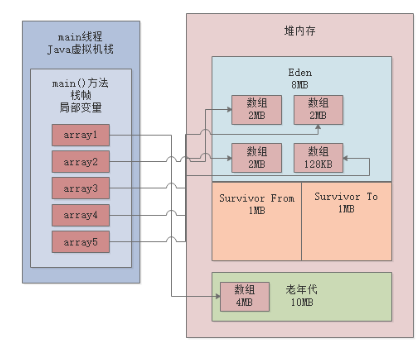 main线程
Java虚拟机栈
main()方法
栈帧
局部变量
array1
array2
array3
array4
array5
堆内存
Eden
8MB
数组
2MB
数组
2MB
数组
2MB
数组
128KB
Survivor From
1MB
Survivor To
1MB
数组
4MB
老年代
10MB